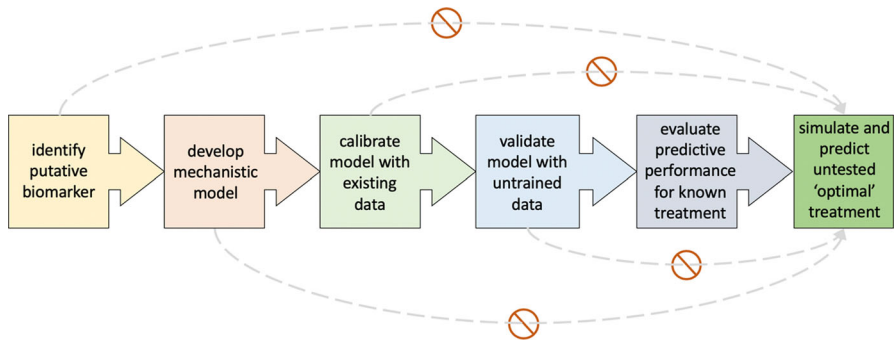 identify
putative
biomarker
develop
mechanistic
model
calibrate
model with
existing
data
validate
model with
untrained
data
evaluate
predictive
performance
for known
treatment
simulate and
predict
untested
‘optimal’
treatment